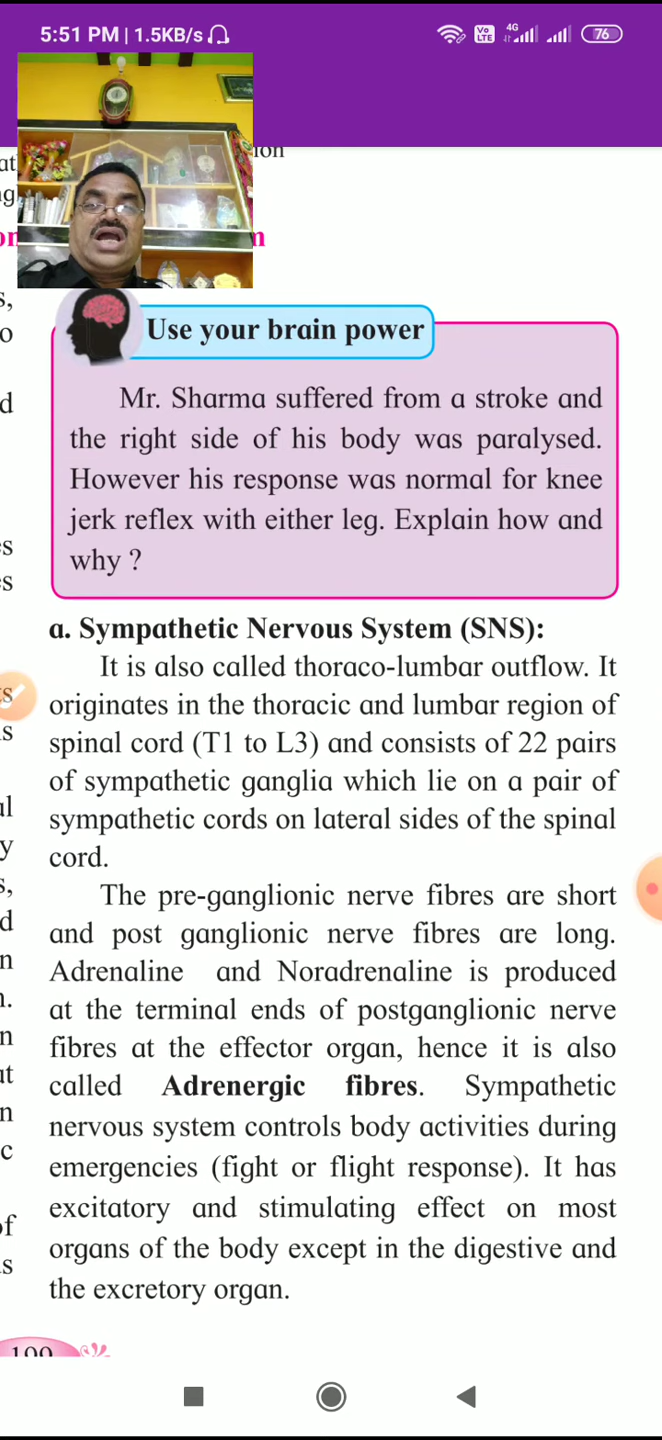 5:51 PM | 1.5KB/s
Vo LTE 4G 76
ion
at
g
on
n
s,
Use your brain power
o
d
Mr. Sharma suffered from a stroke and
the right side of his body was paralysed.
However his response was normal for knee
jerk reflex with either leg. Explain how and
why ?
s
s
a. Sympathetic Nervous System (SNS):
It is also called thoraco-lumbar outflow. It
originates in the thoracic and lumbar region of
spinal cord (T1 to L3) and consists of 22 pairs
of sympathetic ganglia which lie on a pair of
sympathetic cords on lateral sides of the spinal
cord.
The pre-ganglionic nerve fibres are short
and post ganglionic nerve fibres are long.
Adrenaline and Noradrenaline is produced
at the terminal ends of postganglionic nerve
fibres at the effector organ, hence it is also
called Adrenergic fibres. Sympathetic
nervous system controls body activities during
emergencies (fight or flight response). It has
excitatory and stimulating effect on most
organs of the body except in the digestive and
the excretory organ.